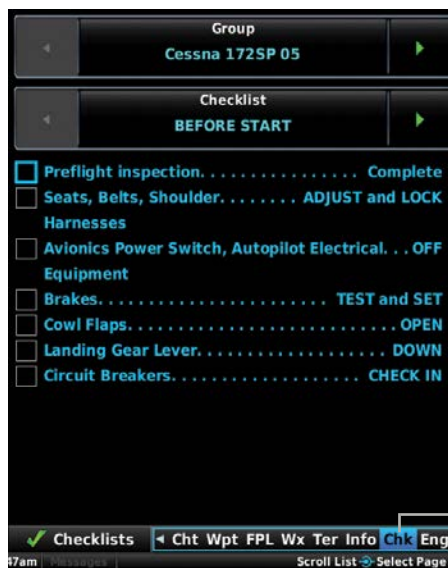 Group
Cessna 172SP 05
Checklist
BEFORE START
Preflight inspection. . . . . . . . . . . . . . . . Complete
Seats, Belts, Shoulder. . . . . . . . ADJUST and LOCK
Harnesses
Avionics Power Switch, Autopilot Electrical. . . OFF
Equipment
Brakes. . . . . . . . . . . . . . . . . . . . . . TEST and SET
Cowl Flaps. . . . . . . . . . . . . . . . . . . . . . . . . . OPEN
Landing Gear Lever. . . . . . . . . . . . . . . . . . DOWN
Circuit Breakers. . . . . . . . . . . . . . . . . . CHECK IN
Checklists Cht Wpt FPL Wx Ter Info Chk Eng
47am Messages Scroll List Select Page